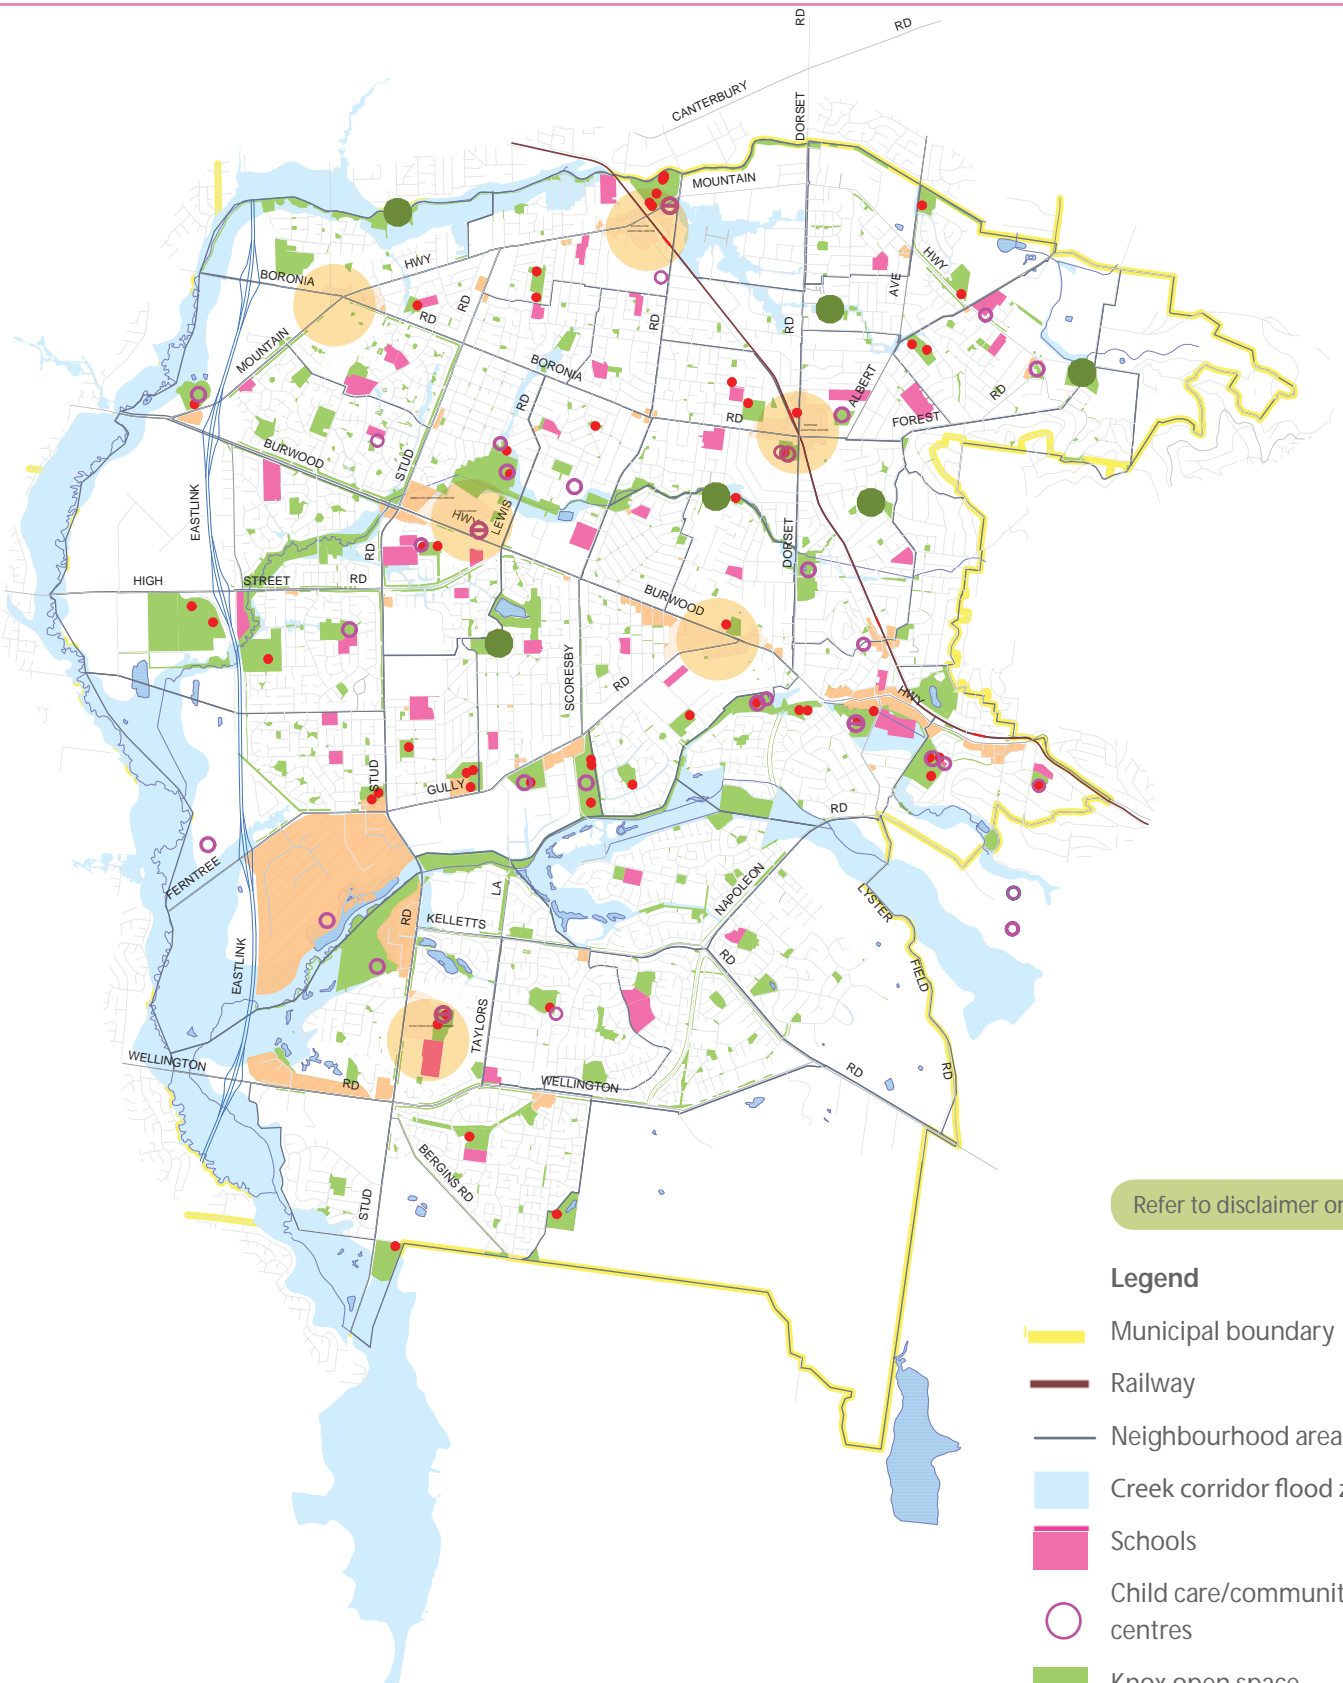 RD
RD
CANTERBURY
DORSET
MOUNTAIN
HWY
BORONIA
HWY
AVE
RD
RD
RD
RD
MOUNTAIN
BORONIA
ALBERT
RD
RD
RD
FOREST
BURWOOD
STUD
EASTLINK
HWY
LEWIS
DORSET
RD
HIGH
STREET
RD
BURWOOD
SCORESBY
RD
HWY
STUD
GULLY
RD
FERNTREE
LA
NAPOLEON
LYSTER
RD
KELLETTS
RD
EASTLINK
FIELD
TAYLORS
WELLINGTON
RD
WELLINGTON
RD
RD
BERGINS RD
STUD
Refer to disclaimer or
Legend
Municipal boundary
Railway
Neighbourhood area
Creek corridor flood z
Schools
Child care/communit
centres
Knox open space